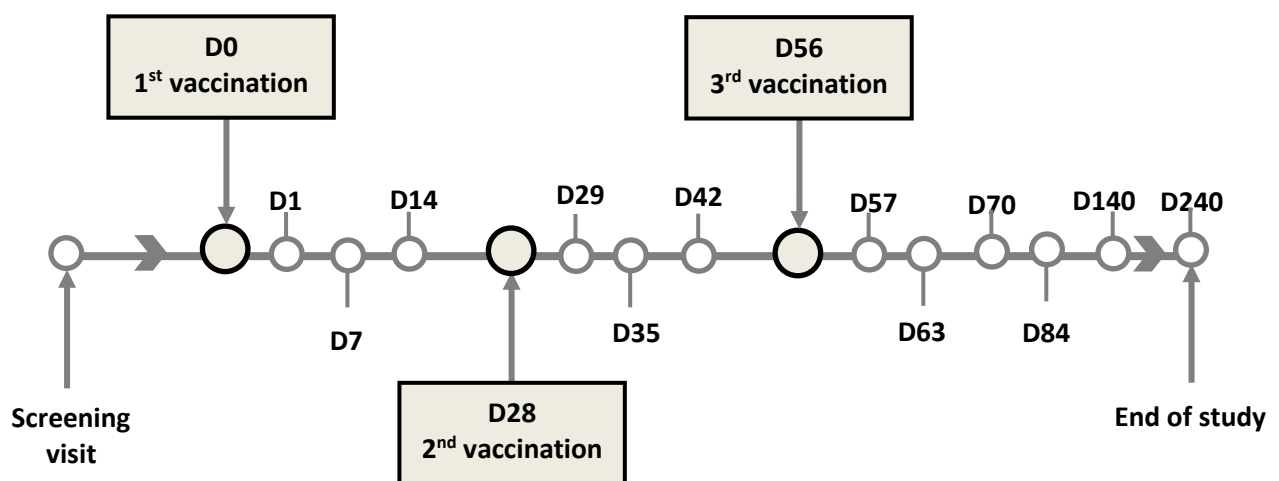 D0
1st vaccination
D56
3rd vaccination
D1
D14
D29
D42
D57
D70
D140
D240
D7
D35
D63
D84
Screening
visit
D28
2nd vaccination
End of study